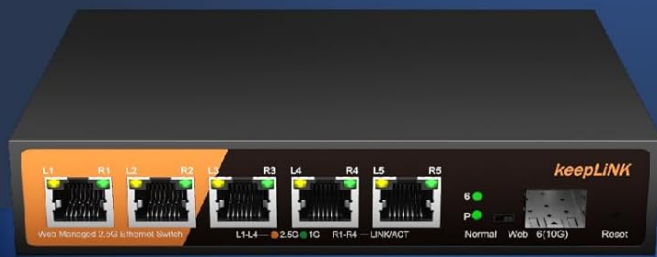 keepLiNK
L1 R1 L2 R2 L3 R3 L4 R4 L5 R5
6
P
Web Managed 2.5G Ethernet Switch L1-L4 — 2.5G 1G R1-R4 — LINK/ACT Normal Web 6(10G) Reset